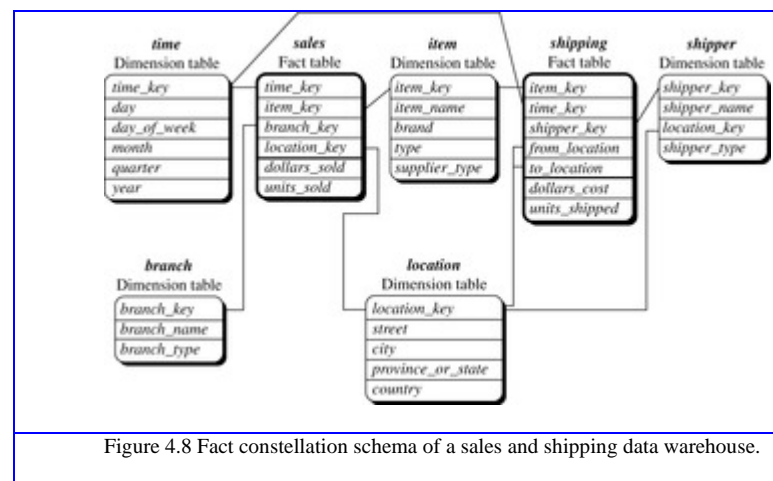 time
Dimension table
time_key
day
day_of_week
month
quarter
year
sales
Fact table
time_key
item_key
branch_key
location_key
dollars_sold
units_sold
item
Dimension table
item_key
item_name
brand
type
supplier_type
shipping
Fact table
item_key
time_key
shipper_key
from_location
to_location
dollars_cost
units_shipped
shipper
Dimension table
shipper_key
shipper_name
location_key
shipper_type
branch
Dimension table
branch_key
branch_name
branch_type
location
Dimension table
location_key
street
city
province_or_state
country
Figure 4.8 Fact constellation schema of a sales and shipping data warehouse.